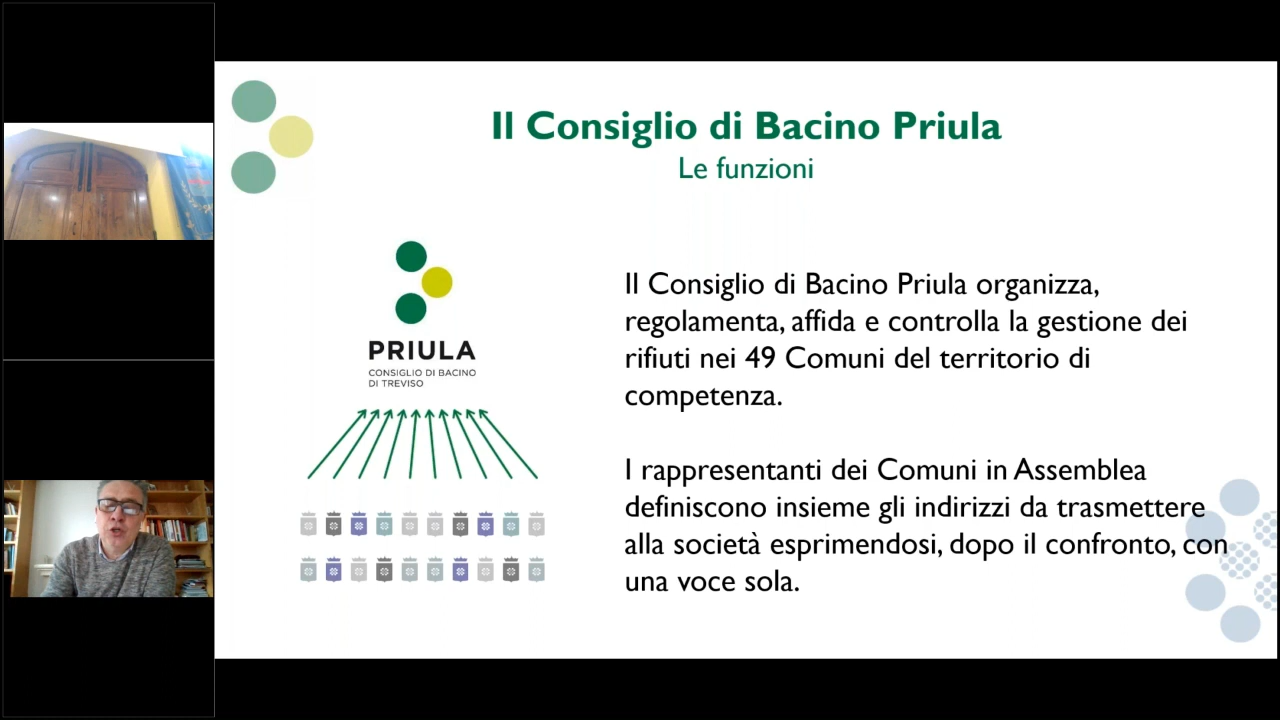 Il Consiglio di Bacino Priula
Le funzioni
PRIULA
CONSIGLIO DI BACINO
DI TREVISO
Il Consiglio di Bacino Priula organizza,
regolamenta, affida e controlla la gestione dei
rifiuti nei 49 Comuni del territorio di
competenza.
I rappresentanti dei Comuni in Assemblea
definiscono insieme gli indirizzi da trasmettere
alla società esprimendosi, dopo il confronto, con
una voce sola.